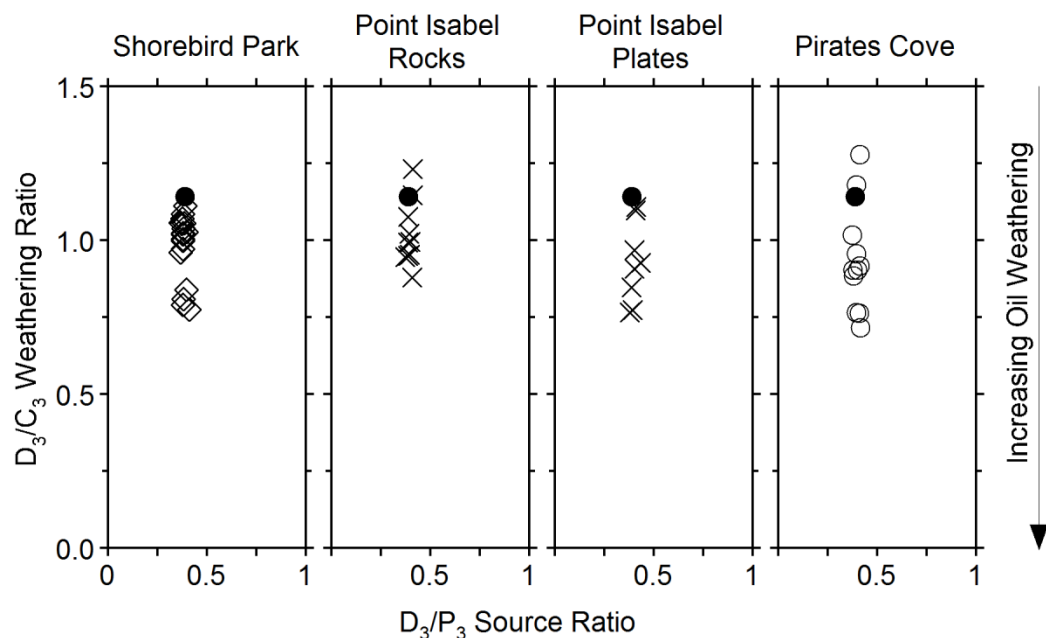 Shorebird Park
Point Isabel
Rocks
Point Isabel
Plates
Pirates Cove
1.5
1.0
0.5
0.0
D₃/C₃ Weathering Ratio
0 0.5 1
0.5 1
0.5 1
0.5 1
D₃/P₃ Source Ratio
Increasing Oil Weathering